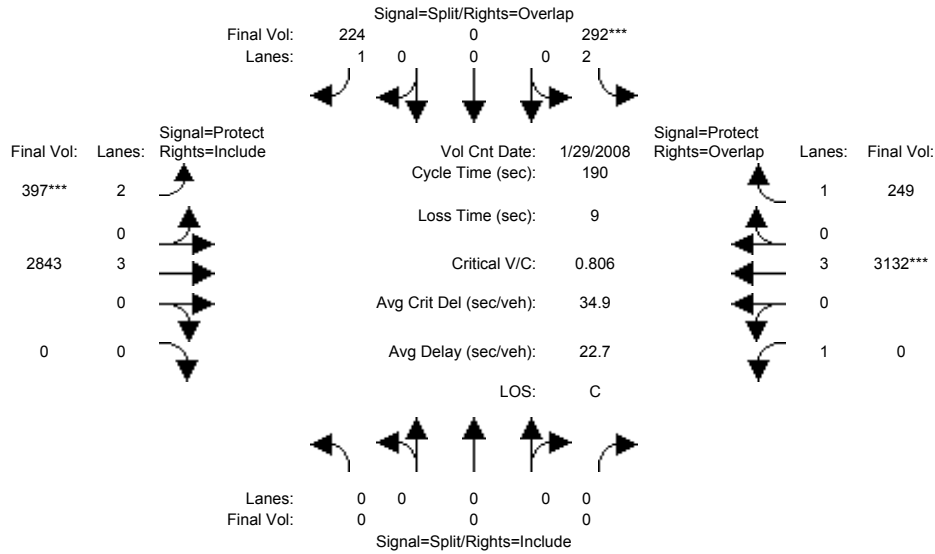 Signal=Split/Rights=Overlap
Final Vol: 224 0 292***
Lanes: 1 0 0 0 2
Signal=Protect Signal=Protect
Final Vol: Lanes: Rights=Include Vol Cnt Date: 1/29/2008 Rights=Overlap Lanes: Final Vol:
Cycle Time (sec): 190
397*** 2 1 249
Loss Time (sec): 9
0 0
2843 3 Critical V/C: 0.806 3 3132***
0 Avg Crit Del (sec/veh): 34.9 0
0 0 Avg Delay (sec/veh): 22.7 1 0
LOS: C
Lanes: 0 0 0 0 0
Final Vol: 0 0 0
Signal=Split/Rights=Include